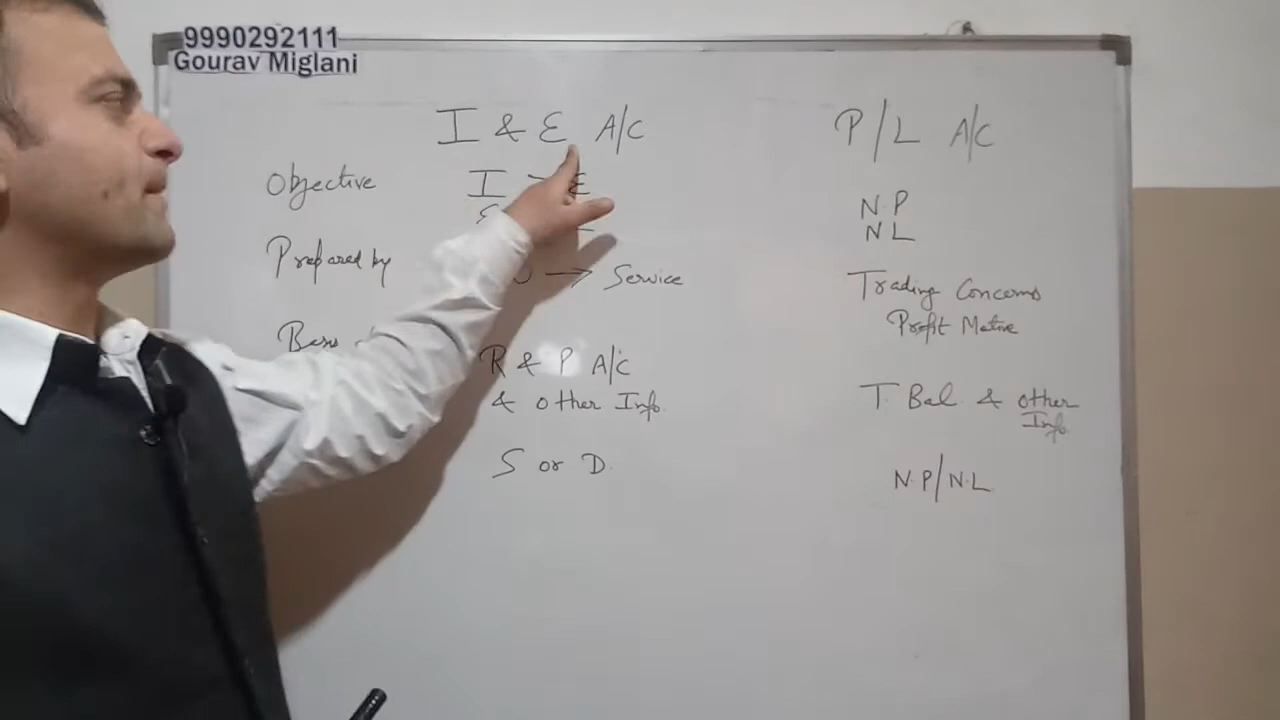 9990292111
Gourav Miglani
I & E A/C
P/L A/C
Objective
I > E
N.P
N L
Prepared by
→ Service
Trading Concerns
Profit Motive
R & P A/C
& Other Info.
T. Bal. & other
Info.
S or D.
N.P/N.L